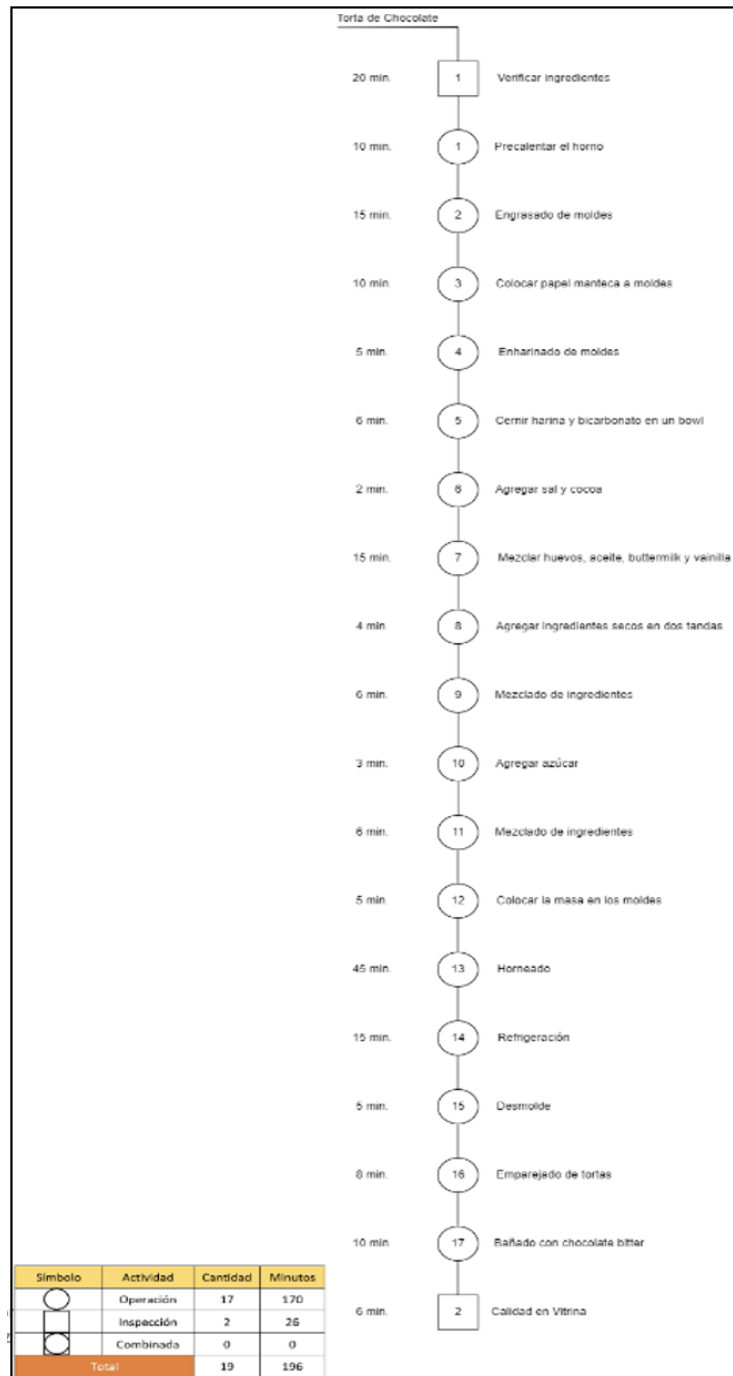 Torta de Chocolate
20 min. 1 Verificar ingredientes
10 min. 1 Precalentar el horno
15 min. 2 Engrasado de moldes
10 min. 3 Colocar papel manteca a moldes
5 min. 4 Enharinado de moldes
6 min. 5 Cernir harina y bicarbonato en un bowl
2 min. 6 Agregar sal y cocoa
15 min. 7 Mezclar huevos, aceite, buttermilk y vainilla
4 min. 8 Agregar ingredientes secos en dos tandas
6 min. 9 Mezclado de ingredientes
3 min. 10 Agregar azúcar
6 min. 11 Mezclado de ingredientes
5 min. 12 Colocar la masa en los moldes
45 min. 13 Horneado
15 min. 14 Refrigeración
5 min. 15 Desmolde
8 min. 16 Emparejado de tortas
10 min. 17 Bañado con chocolate bitter
6 min. 2 Calidad en Vitrina
Símbolo Actividad Cantidad Minutos
Operación 17 170
Inspección 2 26
Combinada 0 0
Total 19 196